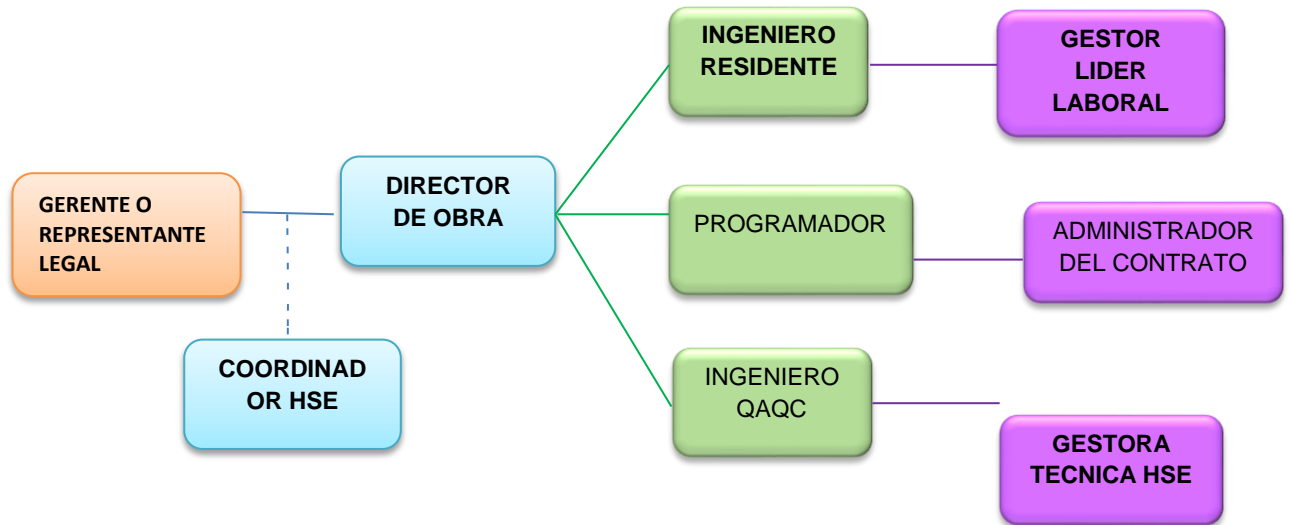 GERENTE O
REPRESENTANTE
LEGAL
COORDINAD
OR HSE
DIRECTOR
DE OBRA
INGENIERO
RESIDENTE
GESTOR
LIDER
LABORAL
PROGRAMADOR
ADMINISTRADOR
DEL CONTRATO
INGENIERO
QAQC
GESTORA
TECNICA HSE